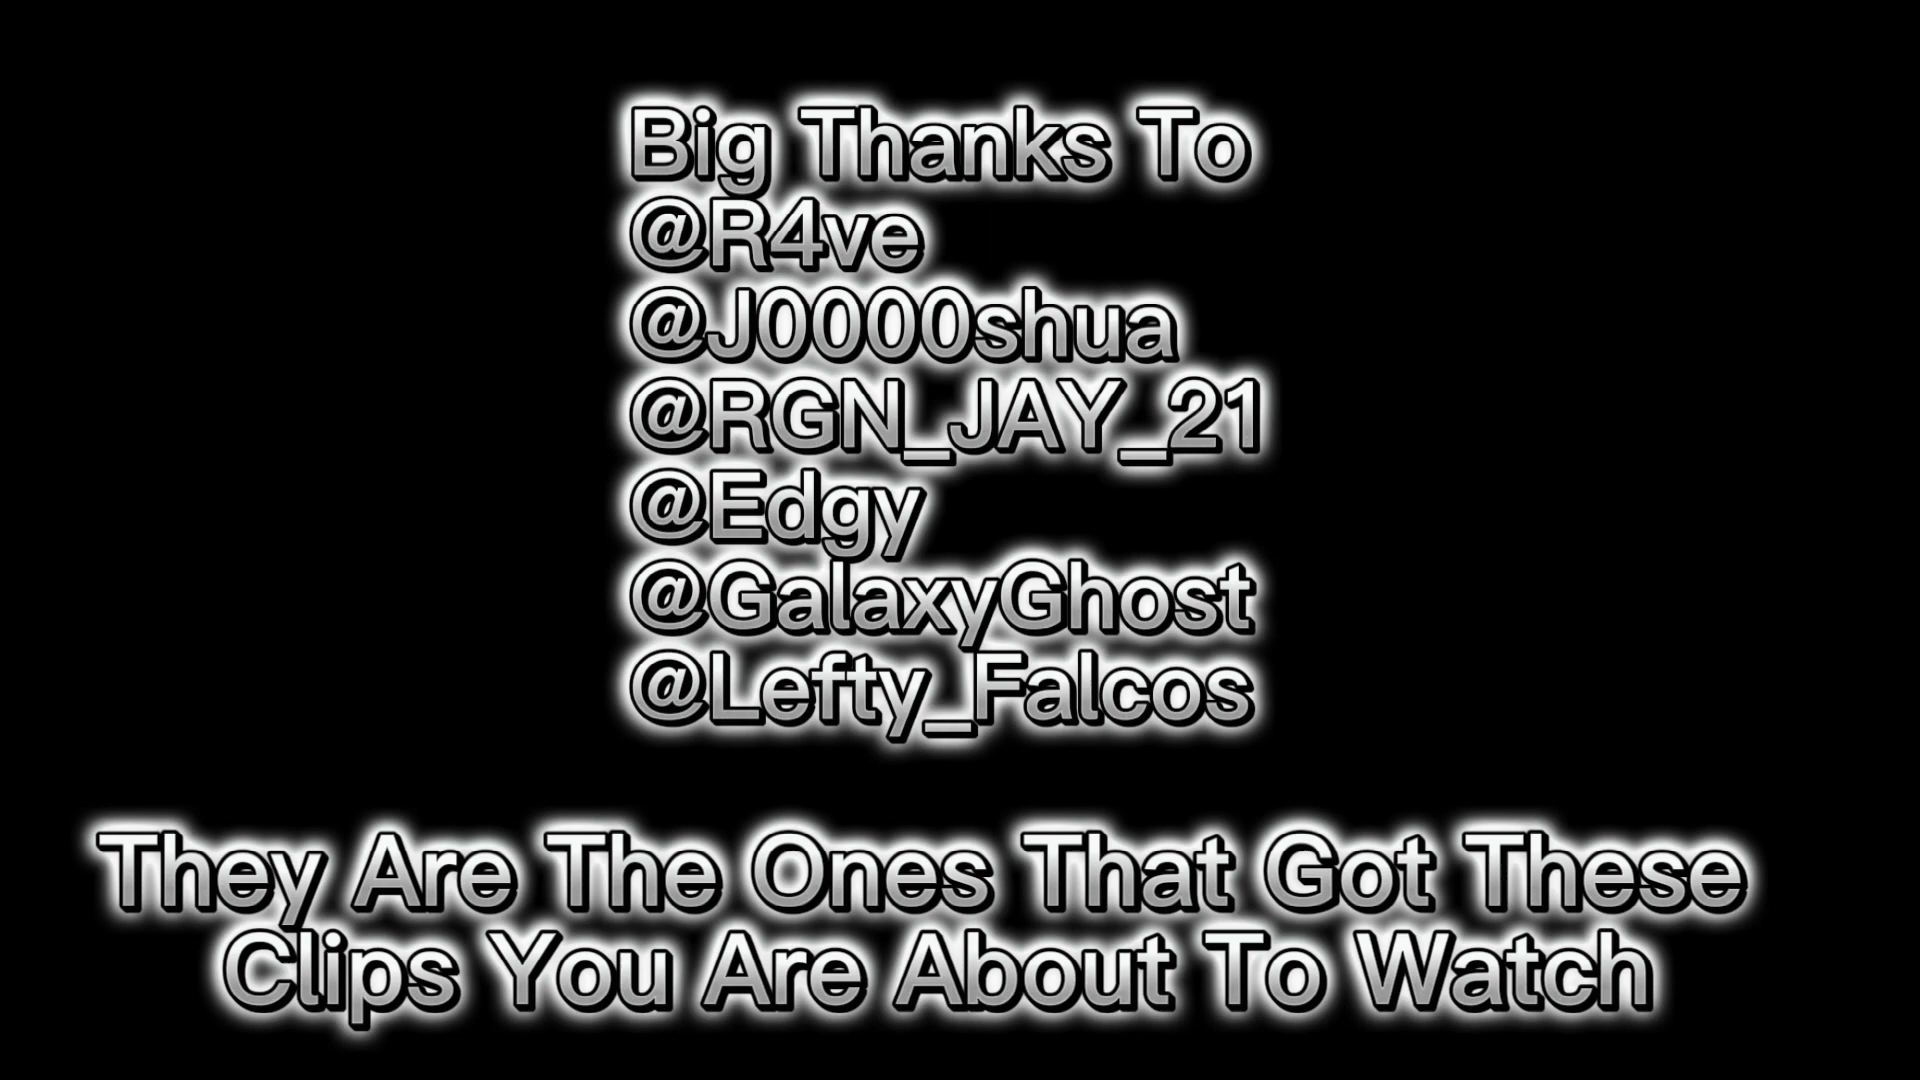 Big Thanks To
@R4ve
@J0000shua
@RGN_JAY_21
@Edgy
@GalaxyGhost
@Lefty_Falcos
They Are The Ones That Got These
Clips You Are About To Watch